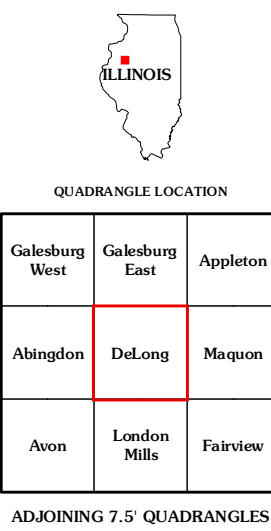 ILLINOIS
QUADRANGLE LOCATION
Galesburg West
Galesburg East
Appleton
Abingdon
DeLong
Maquon
Avon
London Mills
Fairview
ADJOINING 7.5' QUADRANGLES